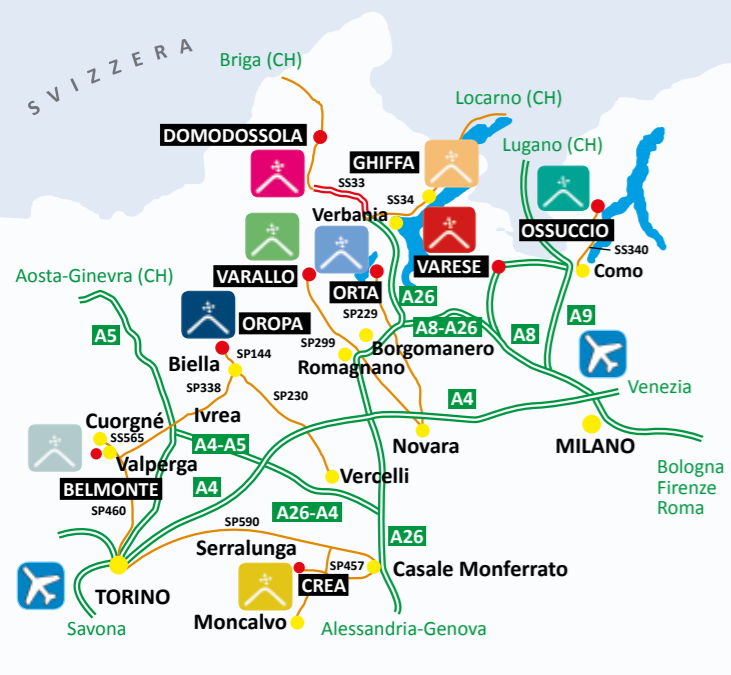 SVIZZERA
Briga (CH)
Locarno (CH)
DOMODOSSOLA
Lugano (CH)
GHIFFA
SS33
SS34
Verbania
OSSUCCIO
SS340
VARALLO
VARESE
Como
Aosta-Ginevra (CH)
ORTA
A26
SP229
OROPA
A5
A8-A26
A8
A9
SP299
Borgomanero
SP144
Biella
Romagnano
SP338
SP230
Venezia
A4
Ivrea
Cuorgné
SS565
A4-A5
Novara
MILANO
Valperga
Bologna
Firenze
Roma
Vercelli
BELMONTE
A4
SP460
A26-A4
SP590
A26
Serralunga
SP457
Casale Monferrato
CREA
TORINO
Moncalvo
Savona
Alessandria-Genova